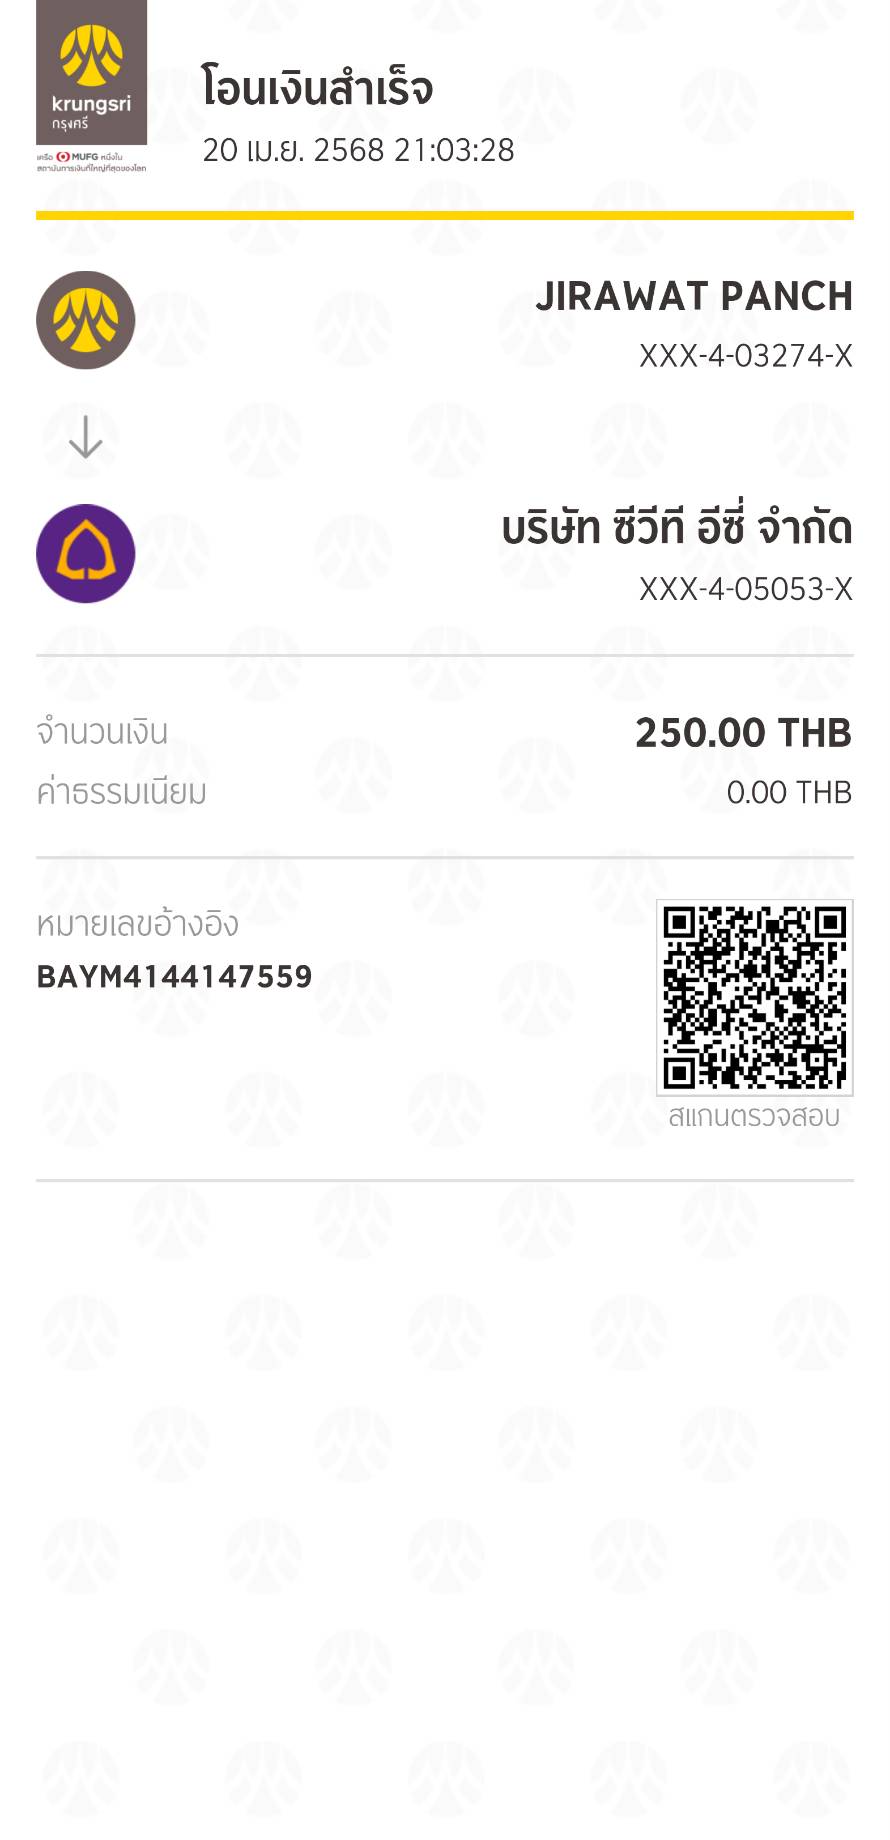 krungsri
กรุงศรี
เครือ MUFG หนึ่งใน
สถาบันการเงินที่ใหญ่ที่สุดของโลก
โอนเงินสำเร็จ
20 เม.ย. 2568 21:03:28
JIRAWAT PANCH
XXX-4-03274-X
บริษัท ซีวีที อีซี่ จำกัด
XXX-4-05053-X
จำนวนเงิน 250.00 THB
ค่าธรรมเนียม 0.00 THB
หมายเลขอ้างอิง
BAYM4144147559
สแกนตรวจสอบ